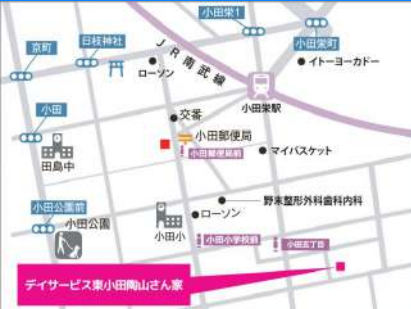 小田栄1
京町
日枝神社
JR南武線
小田栄町
ローソン
イトーヨーカドー
小田栄駅
小田
交番
小田郵便局
小田郵便局前
田島中
マイバスケット
小田公園前
野末整形外科歯科内科
小田公園
ローソン
小田小
小田小学校前
小田五丁目
デイサービス東小田陶山さん家